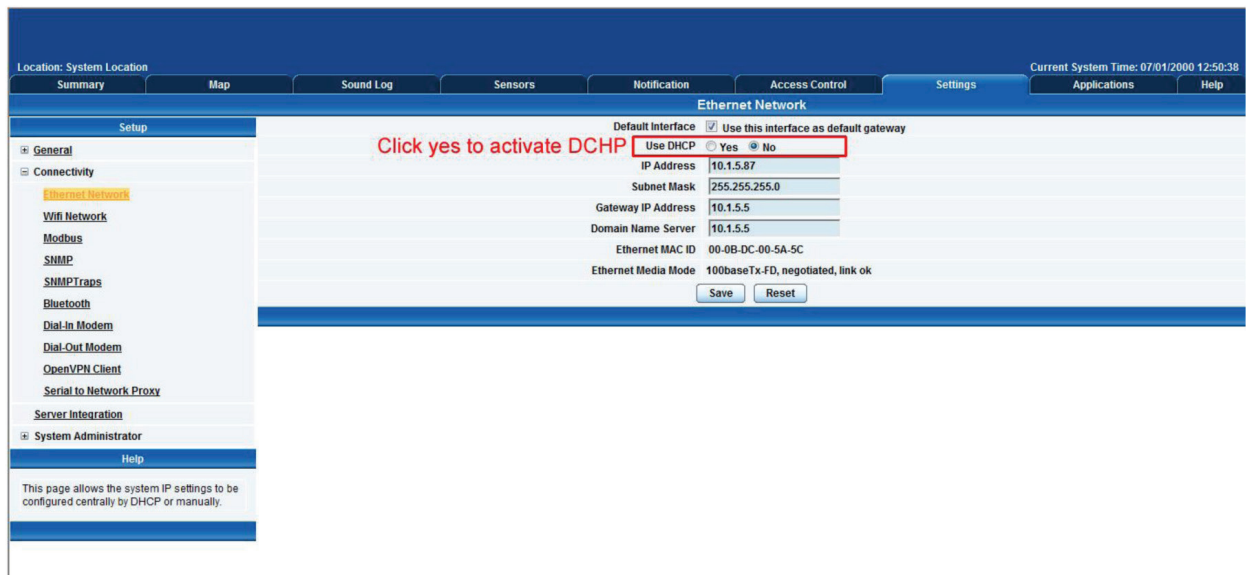 Location: System Location
Current System Time: 07/01/2000 12:50:38
Summary Map Sound Log Sensors Notification Access Control Settings Applications Help
Ethernet Network
Setup
General
Connectivity
Ethernet Network
Wifi Network
Modbus
SNMP
SNMPTraps
Bluetooth
Dial-In Modem
Dial-Out Modem
OpenVPN Client
Serial to Network Proxy
Server Integration
System Administrator
Help
This page allows the system IP settings to be
configured centrally by DHCP or manually.
Default Interface Use this interface as default gateway
Click yes to activate DCHP
Use DHCP Yes No
IP Address 10.1.5.87
Subnet Mask 255.255.255.0
Gateway IP Address 10.1.5.5
Domain Name Server 10.1.5.5
Ethernet MAC ID 00-0B-DC-00-5A-5C
Ethernet Media Mode 100baseTx-FD, negotiated, link ok
Save Reset